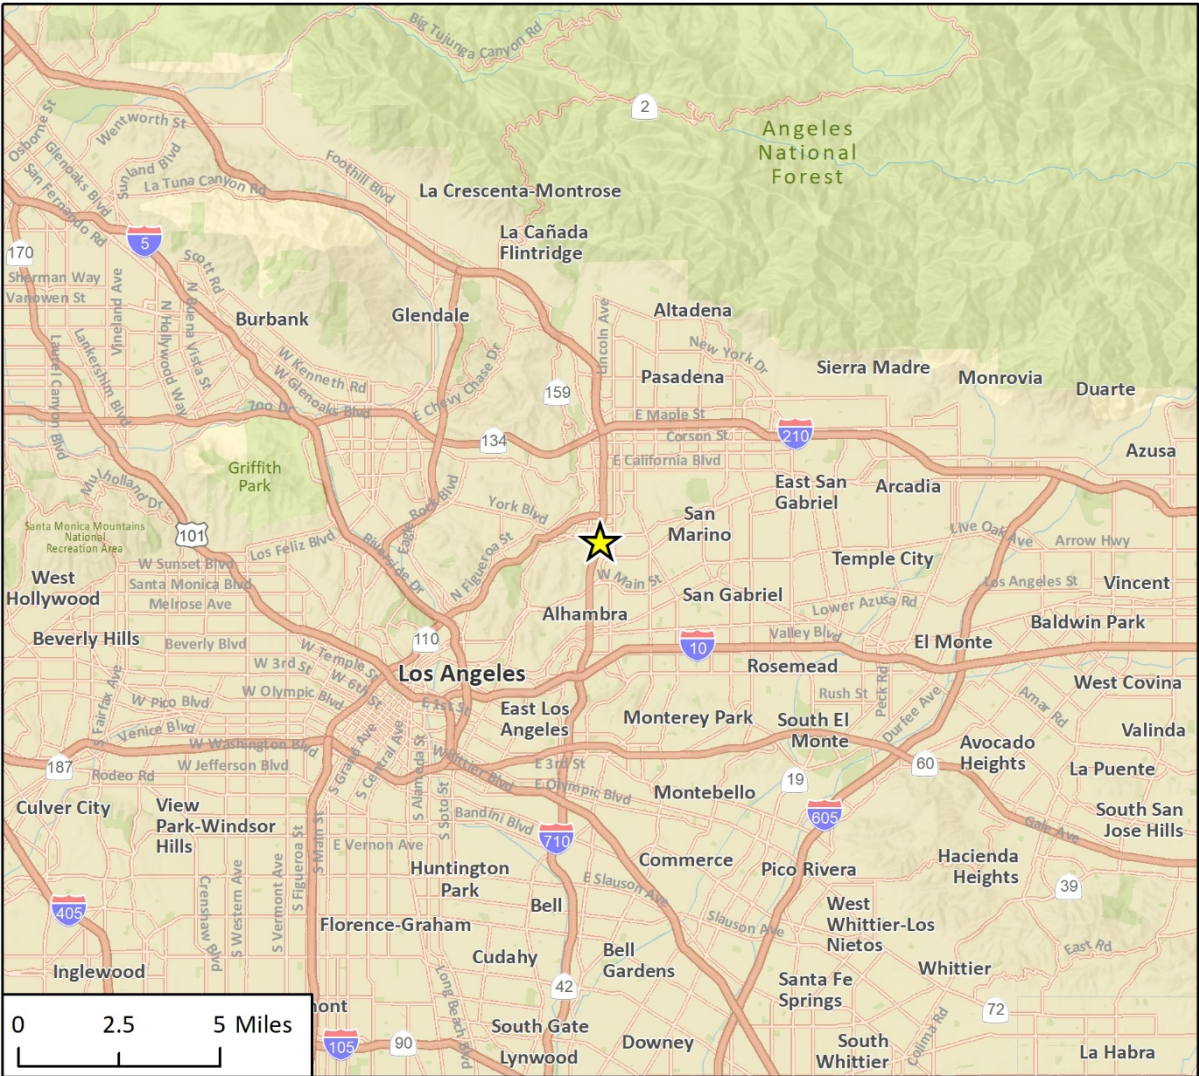 Big Tujunga Canyon Rd
2
Angeles
National
Forest
Osborne St
Wentworth St
Glenoaks Blvd
Sunland Blvd
San Fernando Rd
La Tuna Canyon Rd
Foothill Blvd
La Crescenta-Montrose
La Cañada
Flintridge
5
170
Scott Rd
Sherman Way
Vanowen St
Vineland Ave
N Hollywood Way
N Buena Vista St
Burbank
Glendale
Lincoln Ave
Altadena
New York Dr
Laurel Canyon Blvd
Lankershim Blvd
W Kenneth Rd
W Glenoaks Blvd
E Chevy Chase Dr
159
Pasadena
Sierra Madre
Monrovia
Duarte
Zoo Dr
134
E Maple St
Corson St
210
E California Blvd
Azusa
Griffith
Park
Mulholland Dr
East San
Gabriel
Arcadia
Santa Monica Mountains
National
Recreation Area
101
Los Feliz Blvd
Riverside Dr
Eagle Rock Blvd
York Blvd
N Figueroa St
San
Marino
Live Oak Ave
Arrow Hwy
Temple City
W Sunset Blvd
Santa Monica Blvd
Melrose Ave
West
Hollywood
W Main St
San Gabriel
Los Angeles St
Vincent
Lower Azusa Rd
Alhambra
Baldwin Park
Beverly Hills
Beverly Blvd
110
10
Valley Blvd
El Monte
W Temple St
W 3rd St
W 6th St
Los Angeles
Rosemead
West Covina
S Fairfax Ave
W Pico Blvd
W Olympic Blvd
E 1st St
East Los
Angeles
Monterey Park
Rush St
Peck Rd
Durfee Ave
Amar Rd
South El
Monte
Valinda
Venice Blvd
W Washington Blvd
W Jefferson Blvd
187
Rodeo Rd
S Grand Ave
S Central Ave
S Alameda St
S Soto St
Whittier Blvd
E 3rd St
E Olympic Blvd
Avocado
Heights
60
La Puente
19
Montebello
Culver City
View
Park-Windsor
Hills
S Figueroa St
S Main St
E Vernon Ave
Bandini Blvd
710
605
South San
Jose Hills
Gale Ave
Commerce
Pico Rivera
Hacienda
Heights
39
Huntington
Park
Crenshaw Blvd
S Western Ave
S Vermont Ave
E Slauson Ave
405
Bell
Slauson Ave
West
Whittier-Los
Nietos
Florence-Graham
Inglewood
Cudahy
Bell
Gardens
East Rd
Whittier
42
Santa Fe
Springs
Long Beach Blvd
72
mont
0 2.5 5 Miles
South Gate
105
90
Lynwood
Downey
South
Whittier
Colima Rd
La Habra